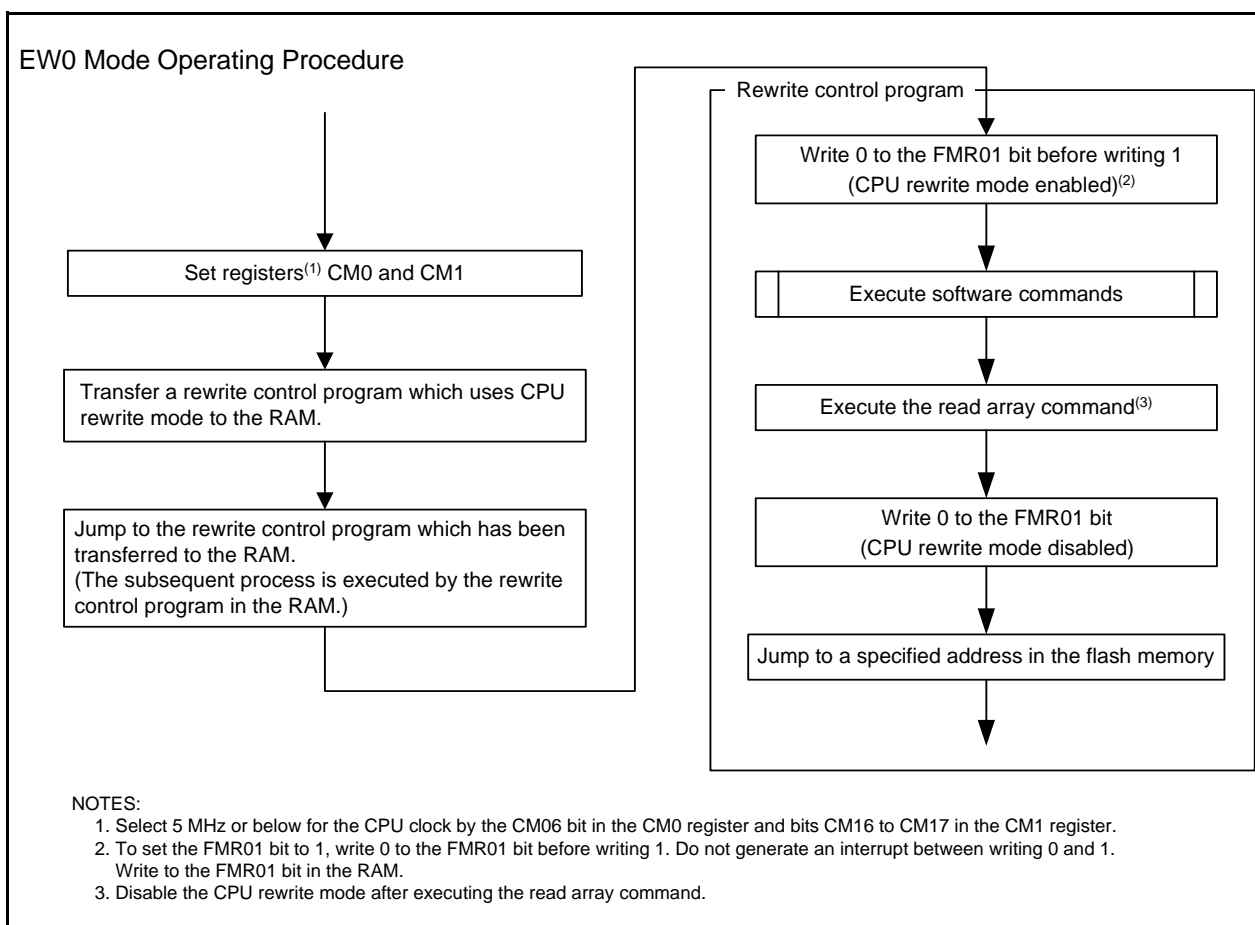 EW0 Mode Operating Procedure
Set registers(1) CM0 and CM1
Transfer a rewrite control program which uses CPU
rewrite mode to the RAM.
Jump to the rewrite control program which has been
transferred to the RAM.
(The subsequent process is executed by the rewrite
control program in the RAM.)
Rewrite control program
Write 0 to the FMR01 bit before writing 1
(CPU rewrite mode enabled)(2)
Execute software commands
Execute the read array command(3)
Write 0 to the FMR01 bit
(CPU rewrite mode disabled)
Jump to a specified address in the flash memory
NOTES:
1. Select 5 MHz or below for the CPU clock by the CM06 bit in the CM0 register and bits CM16 to CM17 in the CM1 register.
2. To set the FMR01 bit to 1, write 0 to the FMR01 bit before writing 1. Do not generate an interrupt between writing 0 and 1.
Write to the FMR01 bit in the RAM.
3. Disable the CPU rewrite mode after executing the read array command.